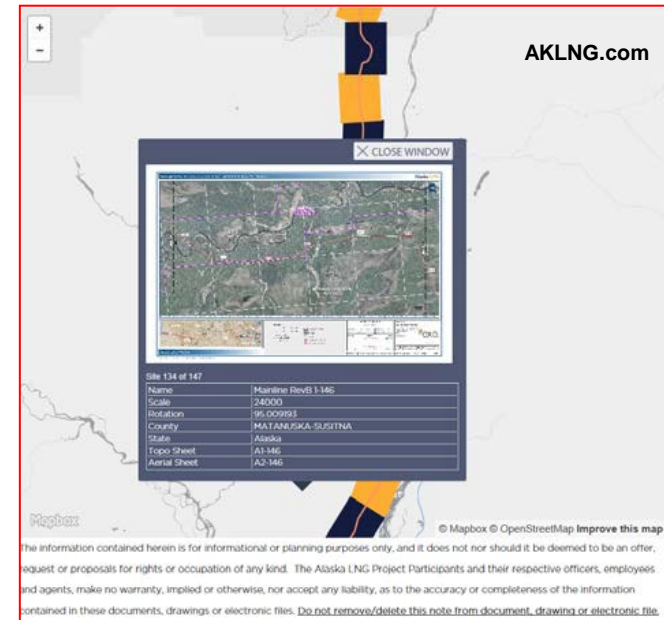 +
-
AKLNG.com
CLOSE WINDOW
Site 134 of 147
Name Mainline RevB 1-146
Scale 24000
Rotation 95.009193
County MATANUSKA-SUSITNA
State Alaska
Topo Sheet A1-146
Aerial Sheet A2-146
Mapbox
© Mapbox © OpenStreetMap Improve this map
The information contained herein is for informational or planning purposes only, and it does not nor should it be deemed to be an offer,
request or proposals for rights or occupation of any kind. The Alaska LNG Project Participants and their respective officers, employees
and agents, make no warranty, implied or otherwise, nor accept any liability, as to the accuracy or completeness of the information
contained in these documents, drawings or electronic files. Do not remove/delete this note from document, drawing or electronic file.